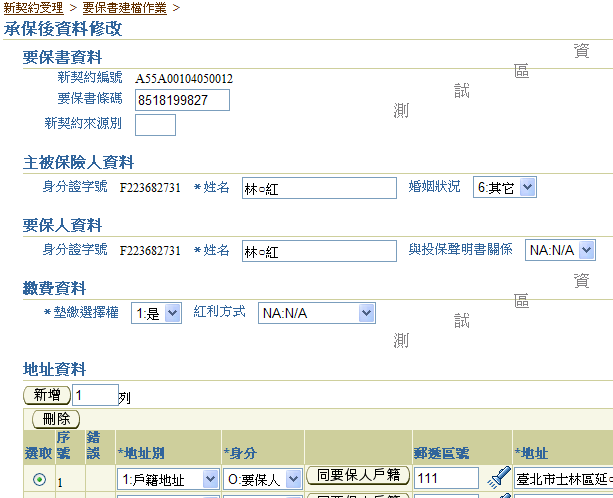 新契約受理 > 要保書建檔作業 >
承保後資料修改
要保書資料
新契約編號 A55A00104050012
要保書條碼 8518199827
新契約來源別
測 試 區 資
主被保險人資料
身分證字號 F223682731 *姓名 林○紅 婚姻狀況 6:其它
要保人資料
身分證字號 F223682731 *姓名 林○紅 與投保聲明書關係 NA:N/A
繳費資料
*墊繳選擇權 1:是 紅利方式 NA:N/A
測 試 區 資
地址資料
新增 1 列
刪除
選取 序號 錯誤 *地址別 *身分 郵遞區號 *地址
1 1:戶籍地址 O:要保人 同要保人戶籍 111 臺北市士林區延